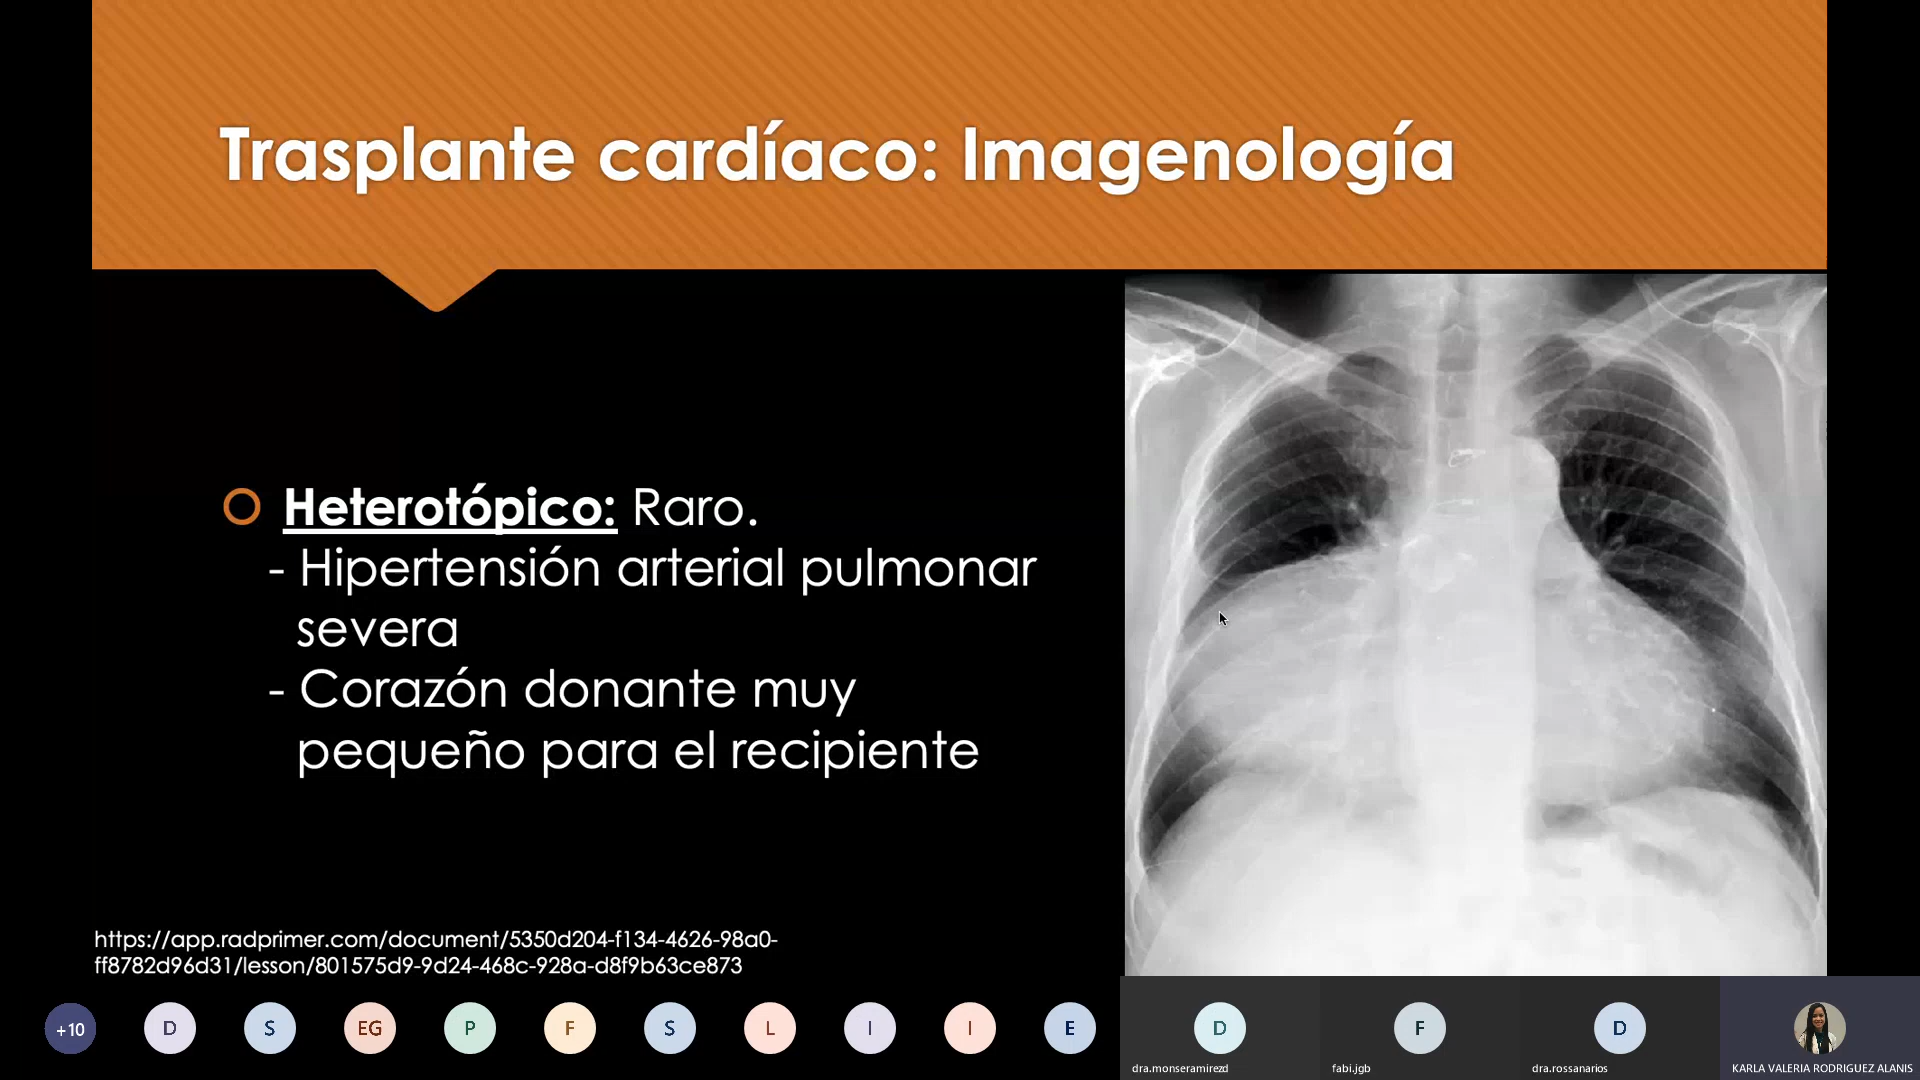 Trasplante cardíaco: Imagenología
Heterotópico: Raro.
- Hipertensión arterial pulmonar
severa
- Corazón donante muy
pequeño para el recipiente
https://app.radprimer.com/document/5350d204-f134-4626-98a0-
ff8782d96d31/lesson/801575d9-9d24-468c-928a-d8f9b63ce873
+10 D S EG P F S L I I E D F D
dra.monseramirezd fabi.jgb dra.rossanarios KARLA VALERIA RODRIGUEZ ALANIS